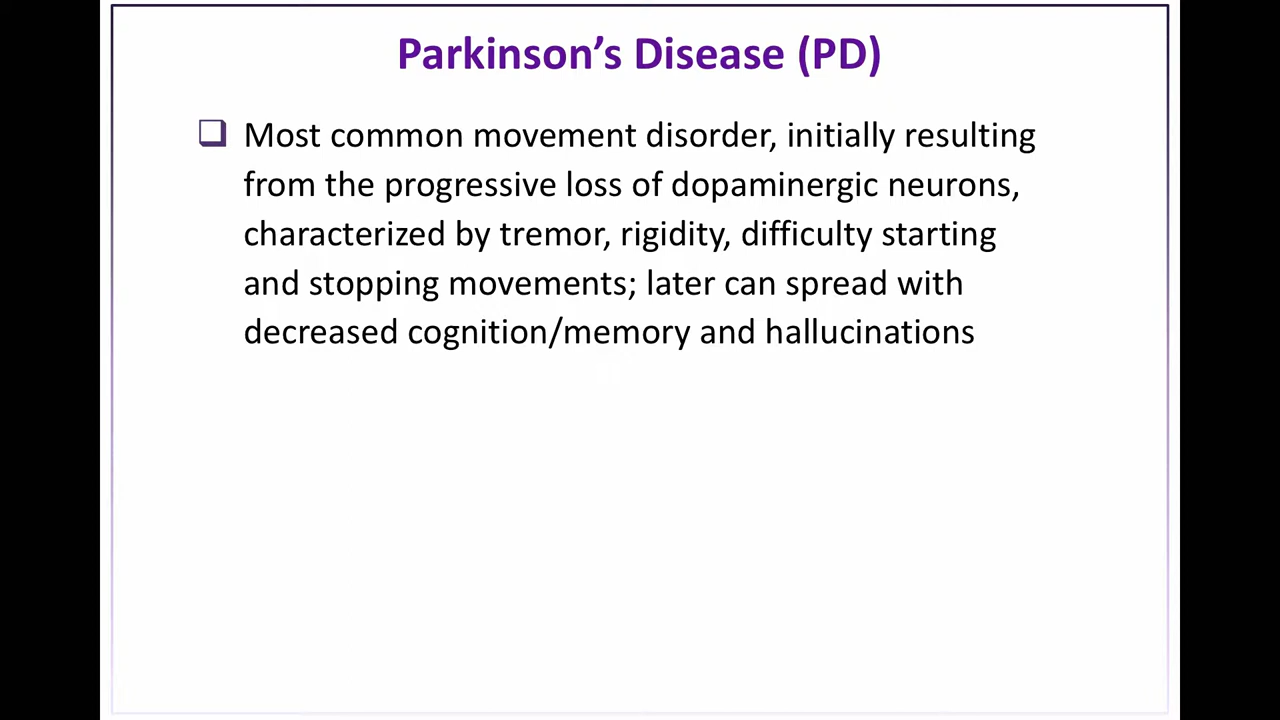 Parkinson’s Disease (PD)
Most common movement disorder, initially resulting
from the progressive loss of dopaminergic neurons,
characterized by tremor, rigidity, difficulty starting
and stopping movements; later can spread with
decreased cognition/memory and hallucinations